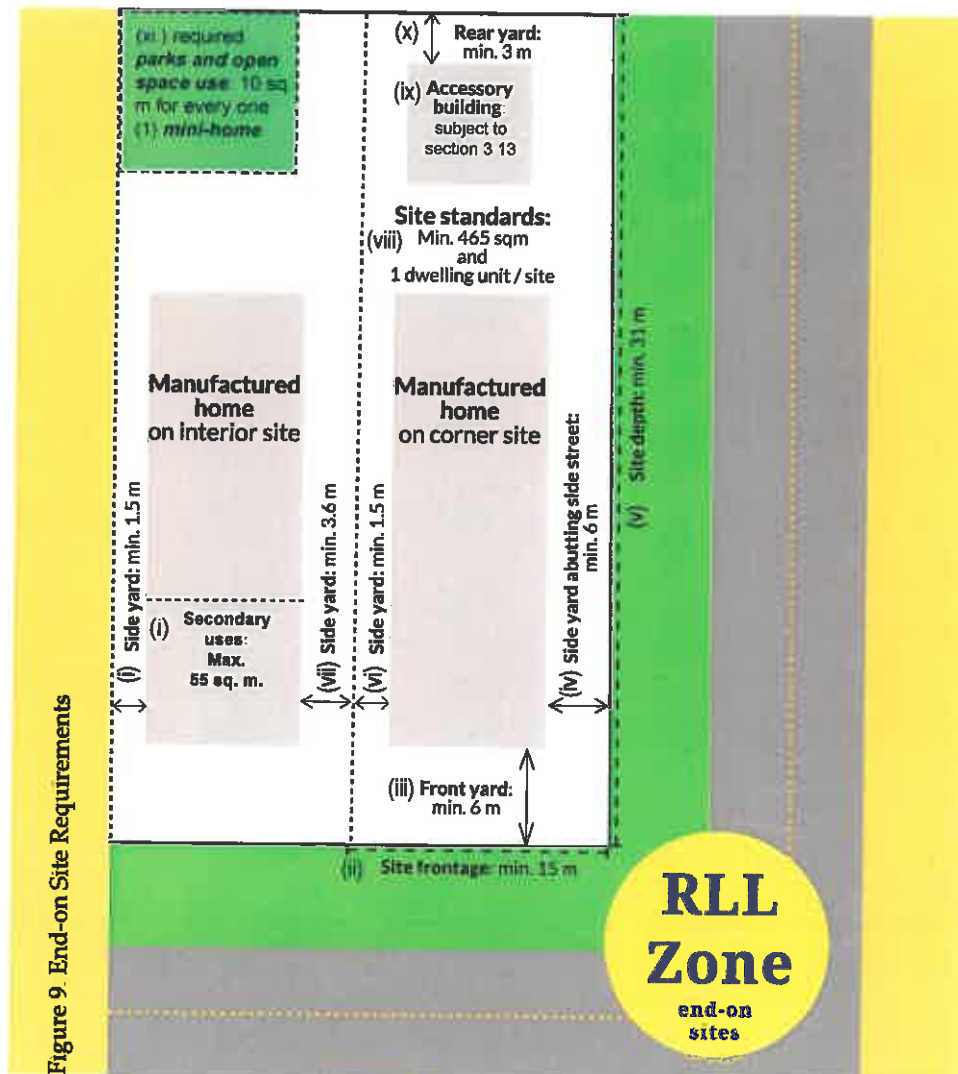 (xi) required
parks and open
space use 10 sq
m for every one
(1) mini-home
(x) Rear yard:
min. 3 m
(ix) Accessory
building:
subject to
section 3 13
Site standards:
(viii) Min. 465 sqm
and
1 dwelling unit / site
Manufactured
home
on interior site
Manufactured
home
on corner site
(i) Side yard: min. 1.5 m
(i) Secondary
uses:
Max.
55 sq. m.
(vii) Side yard: min. 3.6 m
(vi) Side yard: min. 1.5 m
(iv) Side yard abutting side street:
min. 6 m
(v) Site depth: min. 31 m
(iii) Front yard:
min. 6 m
(ii) Site frontage: min. 15 m
RLL
Zone
end-on
sites
Figure 9. End-on Site Requirements